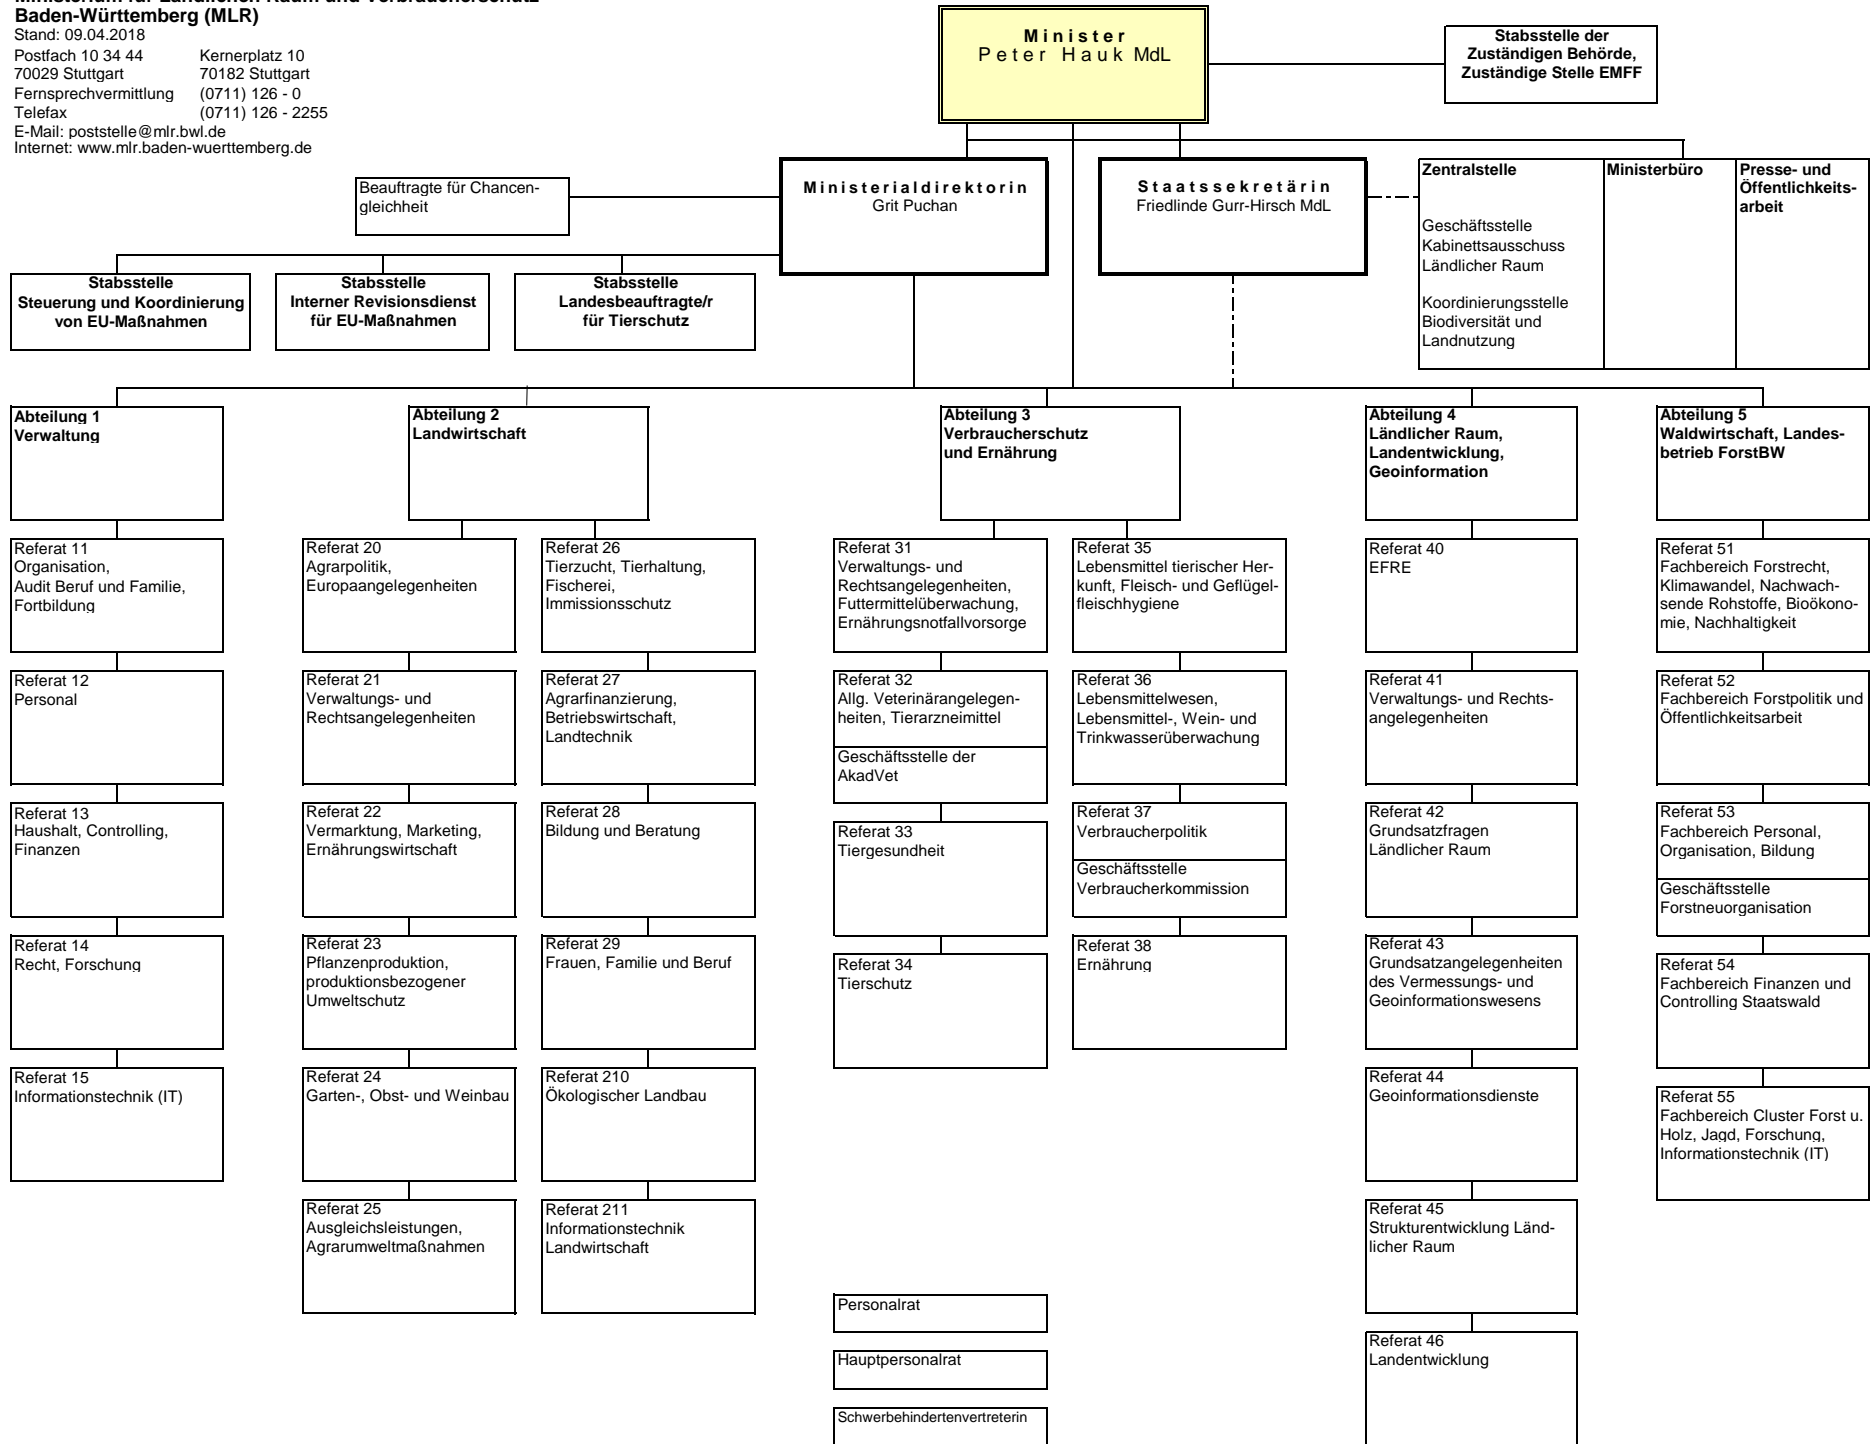 Ministerium für Ländlichen Raum und Verbraucherschutz
Baden-Württemberg (MLR)
Stand: 09.04.2018
Postfach 10 34 44 Kernerplatz 10
70029 Stuttgart 70182 Stuttgart
Fernsprechvermittlung (0711) 126 - 0
Telefax (0711) 126 - 2255
E-Mail: poststelle@mlr.bwl.de
Internet: www.mlr.baden-wuerttemberg.de
Minister
Peter Hauk MdL
Stabsstelle der
Zuständigen Behörde,
Zuständige Stelle EMFF
Beauftragte für Chancen-
gleichheit
Ministerialdirektorin
Grit Puchan
Staatssekretärin
Friedlinde Gurr-Hirsch MdL
Zentralstelle
Geschäftsstelle
Kabinettsausschuss
Ländlicher Raum
Koordinierungsstelle
Biodiversität und
Landnutzung
Ministerbüro
Presse- und
Öffentlichkeits-
arbeit
Stabsstelle
Steuerung und Koordinierung
von EU-Maßnahmen
Stabsstelle
Interner Revisionsdienst
für EU-Maßnahmen
Stabsstelle
Landesbeauftragte/r
für Tierschutz
Abteilung 1
Verwaltung
Referat 11
Organisation,
Audit Beruf und Familie,
Fortbildung
Referat 12
Personal
Referat 13
Haushalt, Controlling,
Finanzen
Referat 14
Recht, Forschung
Referat 15
Informationstechnik (IT)
Abteilung 2
Landwirtschaft
Referat 20
Agrarpolitik,
Europaangelegenheiten
Referat 21
Verwaltungs- und
Rechtsangelegenheiten
Referat 22
Vermarktung, Marketing,
Ernährungswirtschaft
Referat 23
Pflanzenproduktion,
produktionsbezogener
Umweltschutz
Referat 24
Garten-, Obst- und Weinbau
Referat 25
Ausgleichsleistungen,
Agrarumweltmaßnahmen
Referat 26
Tierzucht, Tierhaltung,
Fischerei,
Immissionsschutz
Referat 27
Agrarfinanzierung,
Betriebswirtschaft,
Landtechnik
Referat 28
Bildung und Beratung
Referat 29
Frauen, Familie und Beruf
Referat 210
Ökologischer Landbau
Referat 211
Informationstechnik
Landwirtschaft
Abteilung 3
Verbraucherschutz
und Ernährung
Referat 31
Verwaltungs- und
Rechtsangelegenheiten,
Futtermittelüberwachung,
Ernährungsnotfallvorsorge
Referat 32
Allg. Veterinärangelegen-
heiten, Tierarzneimittel
Geschäftsstelle der
AkadVet
Referat 33
Tiergesundheit
Referat 34
Tierschutz
Referat 35
Lebensmittel tierischer Her-
kunft, Fleisch- und Geflügel-
fleischhygiene
Referat 36
Lebensmittelwesen,
Lebensmittel-, Wein- und
Trinkwasserüberwachung
Referat 37
Verbraucherpolitik
Geschäftsstelle
Verbraucherkommission
Referat 38
Ernährung
Personalrat
Hauptpersonalrat
Schwerbehindertenvertreterin
Abteilung 4
Ländlicher Raum,
Landentwicklung,
Geoinformation
Referat 40
EFRE
Referat 41
Verwaltungs- und Rechts-
angelegenheiten
Referat 42
Grundsatzfragen
Ländlicher Raum
Referat 43
Grundsatzangelegenheiten
des Vermessungs- und
Geoinformationswesens
Referat 44
Geoinformationsdienste
Referat 45
Strukturentwicklung Länd-
licher Raum
Referat 46
Landentwicklung
Abteilung 5
Waldwirtschaft, Landes-
betrieb ForstBW
Referat 51
Fachbereich Forstrecht,
Klimawandel, Nachwach-
sende Rohstoffe, Bioökono-
mie, Nachhaltigkeit
Referat 52
Fachbereich Forstpolitik und
Öffentlichkeitsarbeit
Referat 53
Fachbereich Personal,
Organisation, Bildung
Geschäftsstelle
Forstneuorganisation
Referat 54
Fachbereich Finanzen und
Controlling Staatswald
Referat 55
Fachbereich Cluster Forst u.
Holz, Jagd, Forschung,
Informationstechnik (IT)